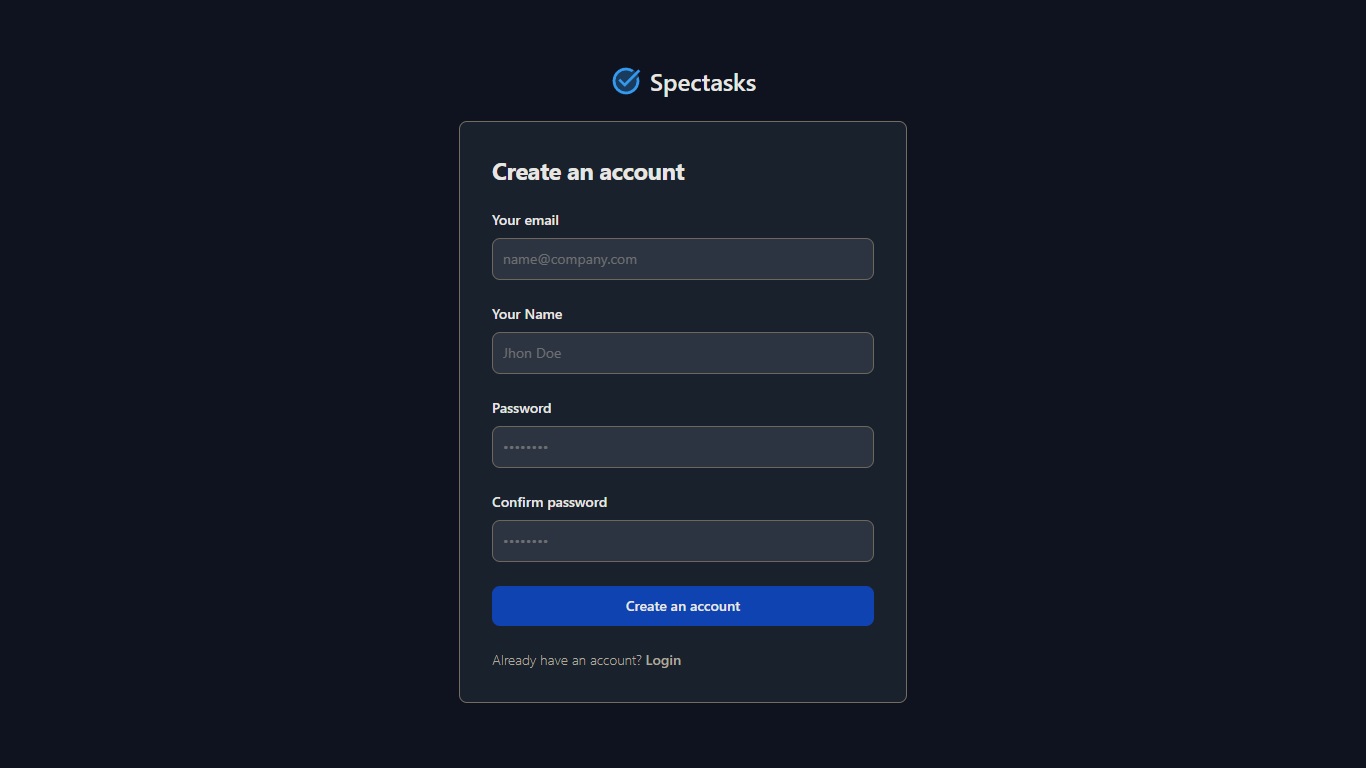 Spectasks
Create an account
Your email
name@company.com
Your Name
Jhon Doe
Password
••••••••
Confirm password
••••••••
Create an account
Already have an account? Login